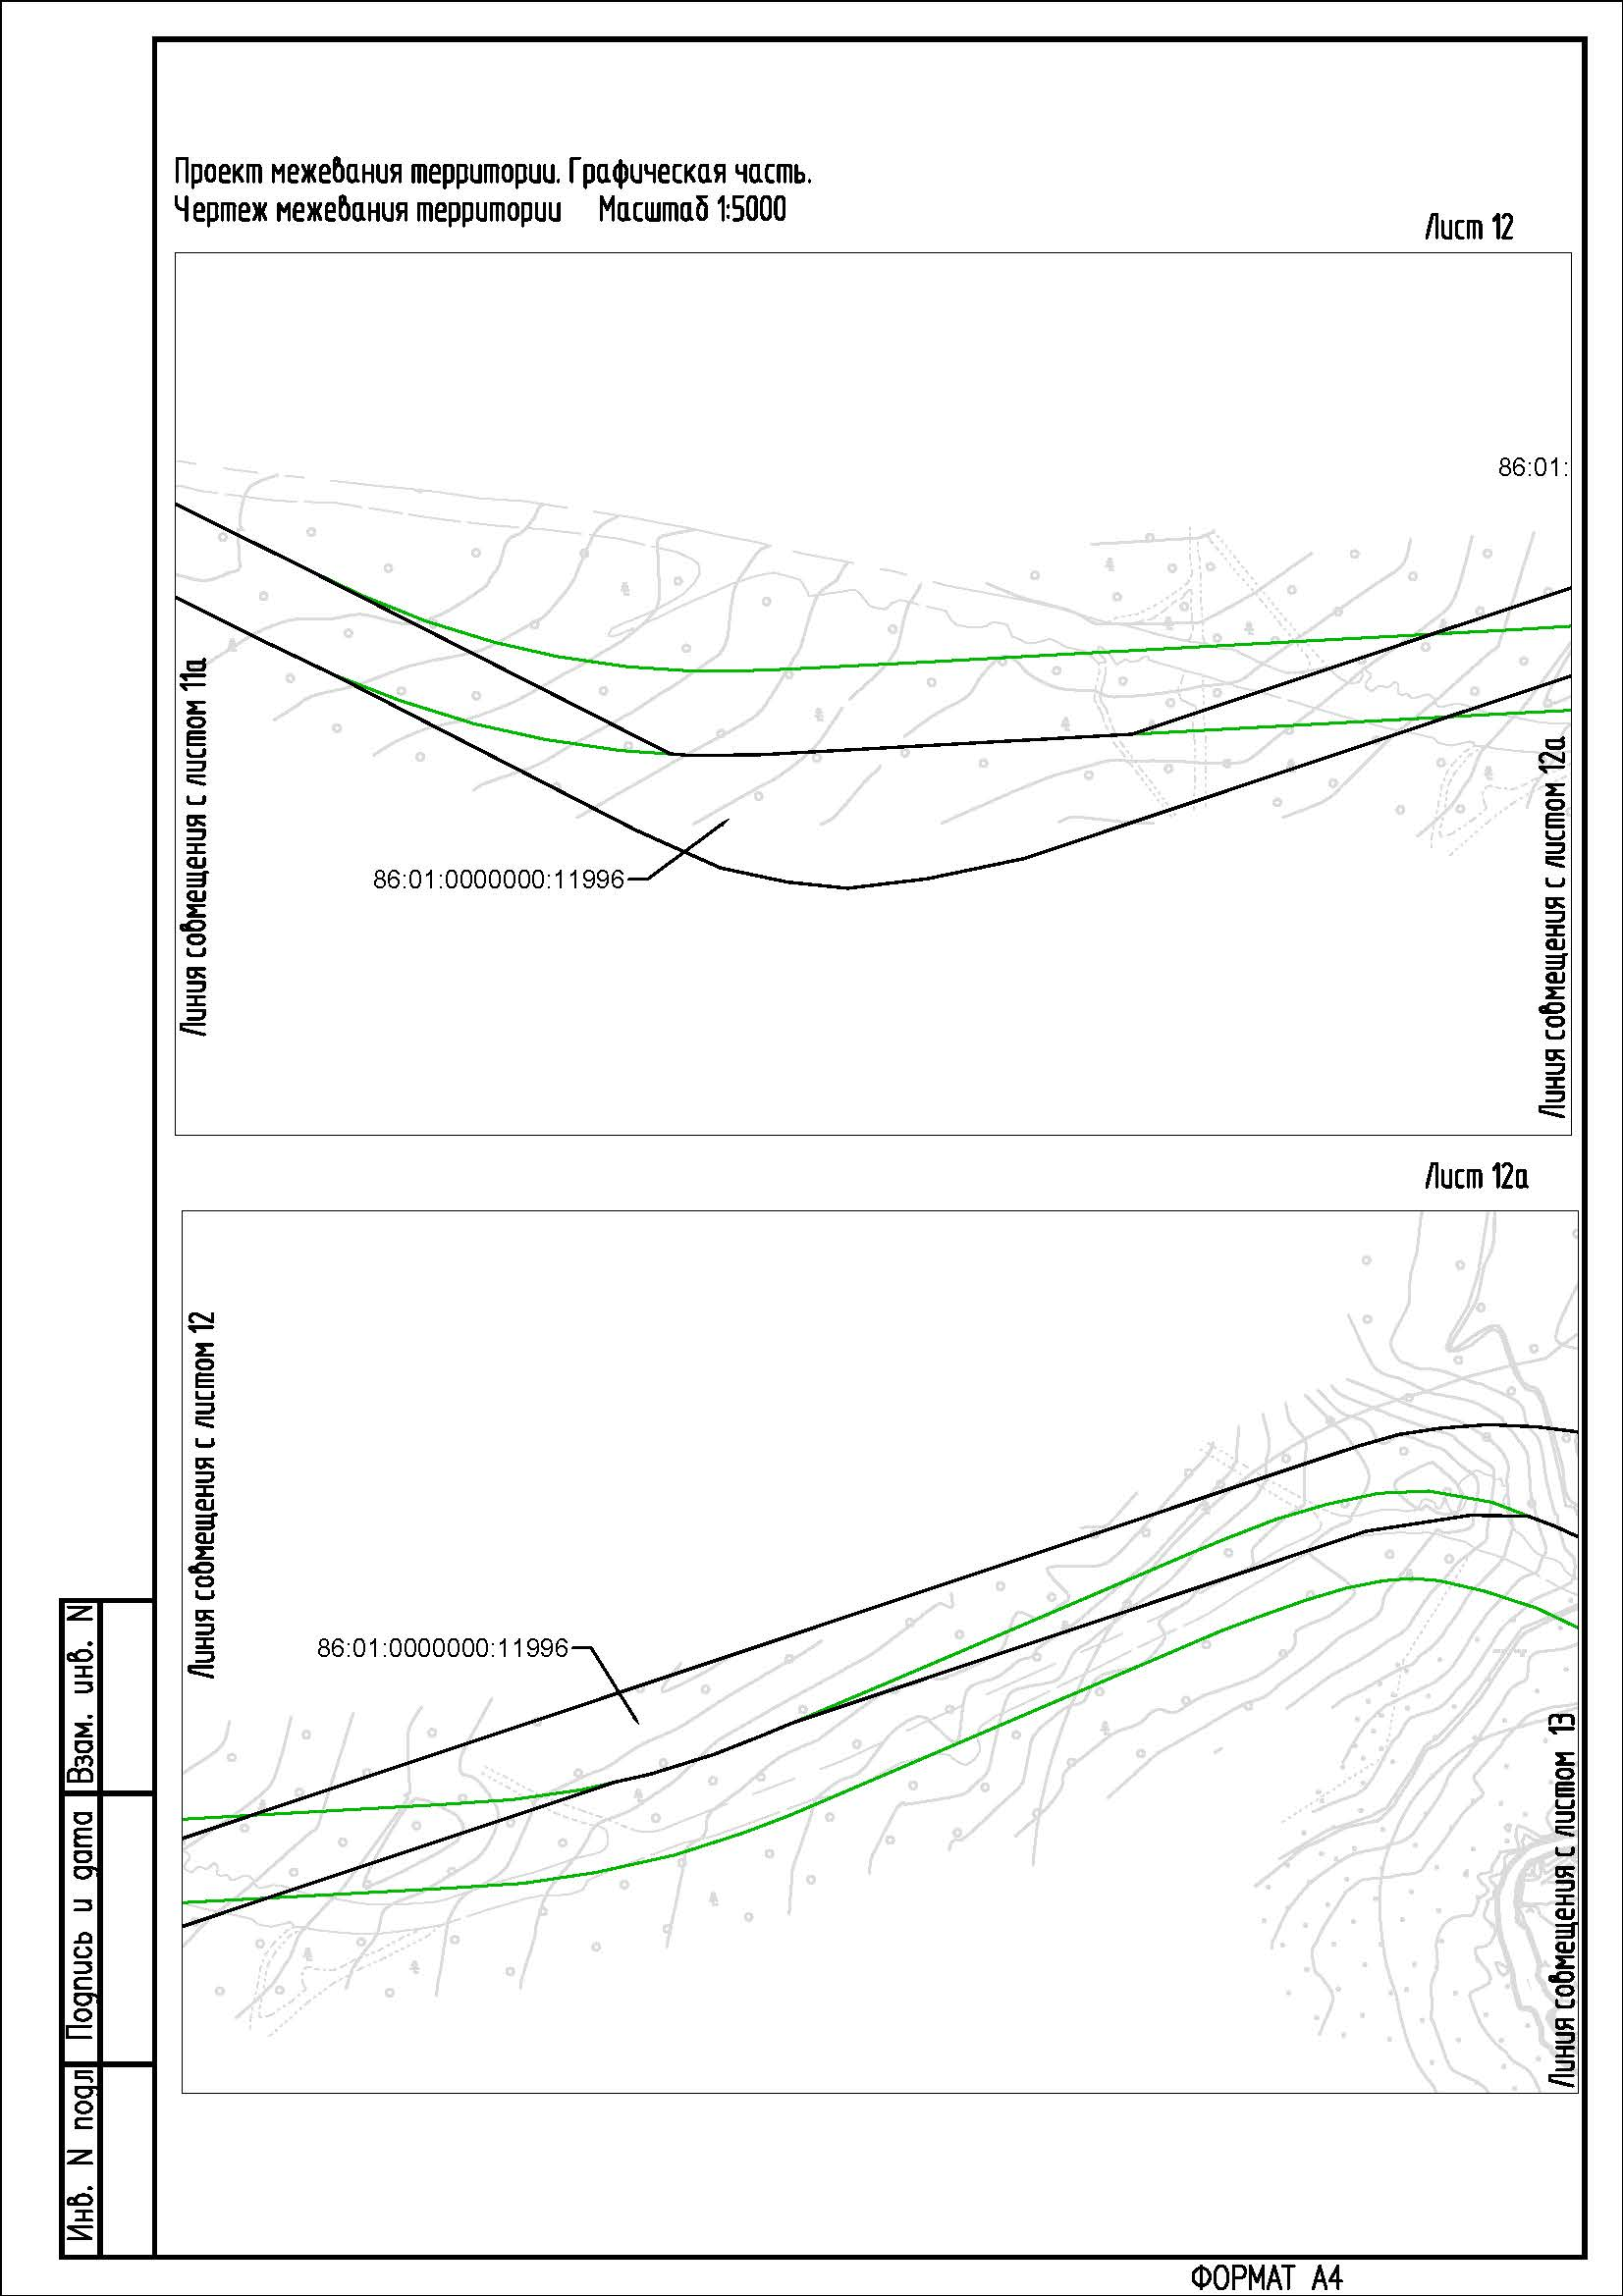 Проект межевания территории. Графическая часть.
Чертеж межевания территории Масштаб 1:5000
Лист 12
86:01:
Линия совмещения с листом 11а
86:01:0000000:11996
Линия совмещения с листом 12а
Лист 12а
Линия совмещения с листом 12
86:01:0000000:11996
Линия совмещения с листом 13
Взам. инв. N
Подпись и дата
Инв. N подл
ФОРМАТ А4